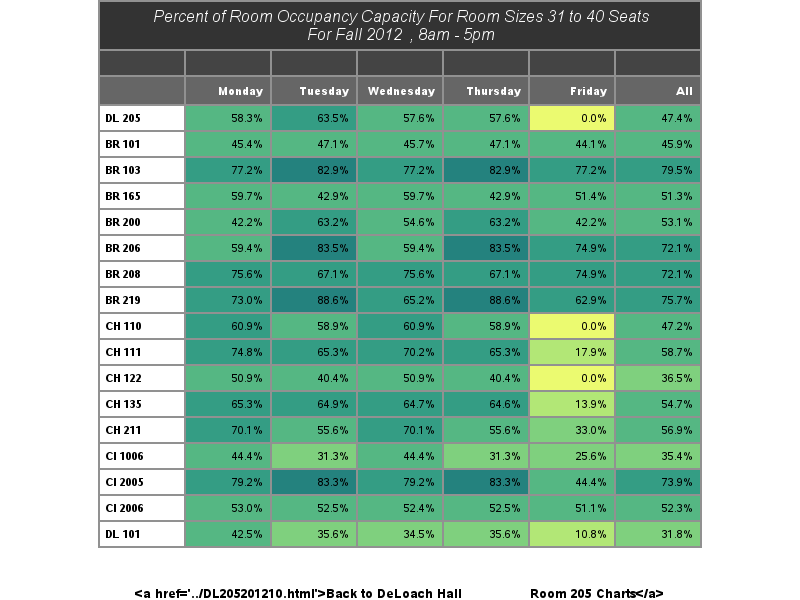 Percent of Room Occupancy Capacity For Room Sizes 31 to 40 Seats
For Fall 2012 , 8am - 5pm
Monday Tuesday Wednesday Thursday Friday All
DL 205 58.3% 63.5% 57.6% 57.6% 0.0% 47.4%
BR 101 45.4% 47.1% 45.7% 47.1% 44.1% 45.9%
BR 103 77.2% 82.9% 77.2% 82.9% 77.2% 79.5%
BR 165 59.7% 42.9% 59.7% 42.9% 51.4% 51.3%
BR 200 42.2% 63.2% 54.6% 63.2% 42.2% 53.1%
BR 206 59.4% 83.5% 59.4% 83.5% 74.9% 72.1%
BR 208 75.6% 67.1% 75.6% 67.1% 74.9% 72.1%
BR 219 73.0% 88.6% 65.2% 88.6% 62.9% 75.7%
CH 110 60.9% 58.9% 60.9% 58.9% 0.0% 47.2%
CH 111 74.8% 65.3% 70.2% 65.3% 17.9% 58.7%
CH 122 50.9% 40.4% 50.9% 40.4% 0.0% 36.5%
CH 135 65.3% 64.9% 64.7% 64.6% 13.9% 54.7%
CH 211 70.1% 55.6% 70.1% 55.6% 33.0% 56.9%
CI 1006 44.4% 31.3% 44.4% 31.3% 25.6% 35.4%
CI 2005 79.2% 83.3% 79.2% 83.3% 44.4% 73.9%
CI 2006 53.0% 52.5% 52.4% 52.5% 51.1% 52.3%
DL 101 42.5% 35.6% 34.5% 35.6% 10.8% 31.8%
<a href='../DL205201210.html'>Back to DeLoach Hall Room 205 Charts</a>